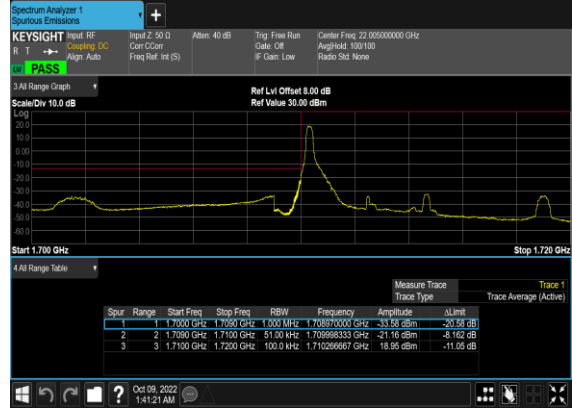 Spectrum Analyzer 1
Spurious Emissions
+
KEYSIGHT Input: RF Input Z: 50 Ω Atten: 40 dB Trig: Free Run Center Freq: 22.005000000 GHz
R T Coupling: DC Corr CCorr Gate: Off Avg|Hold: 100/100
Align: Auto Freq Ref: Int (S) IF Gain: Low Radio Std: None
PASS
3 All Range Graph
Ref Lvl Offset 8.00 dB
Scale/Div 10.0 dB Ref Value 30.00 dBm
Log
20.0
10.0
0.00
-10.0
-20.0
-30.0
-40.0
-50.0
-60.0
Start 1.700 GHz Stop 1.720 GHz
4 All Range Table
Measure Trace Trace 1
Trace Type Trace Average (Active)
Spur Range Start Freq Stop Freq RBW Frequency Amplitude ΔLimit
1 1 1.7000 GHz 1.7090 GHz 1.000 MHz 1.708970000 GHz -33.58 dBm -20.58 dB
2 2 1.7090 GHz 1.7100 GHz 51.00 kHz 1.709998333 GHz -21.16 dBm -8.162 dB
3 3 1.7100 GHz 1.7200 GHz 100.0 kHz 1.710266667 GHz 18.95 dBm -11.05 dB
? Oct 09, 2022
1:41:21 AM